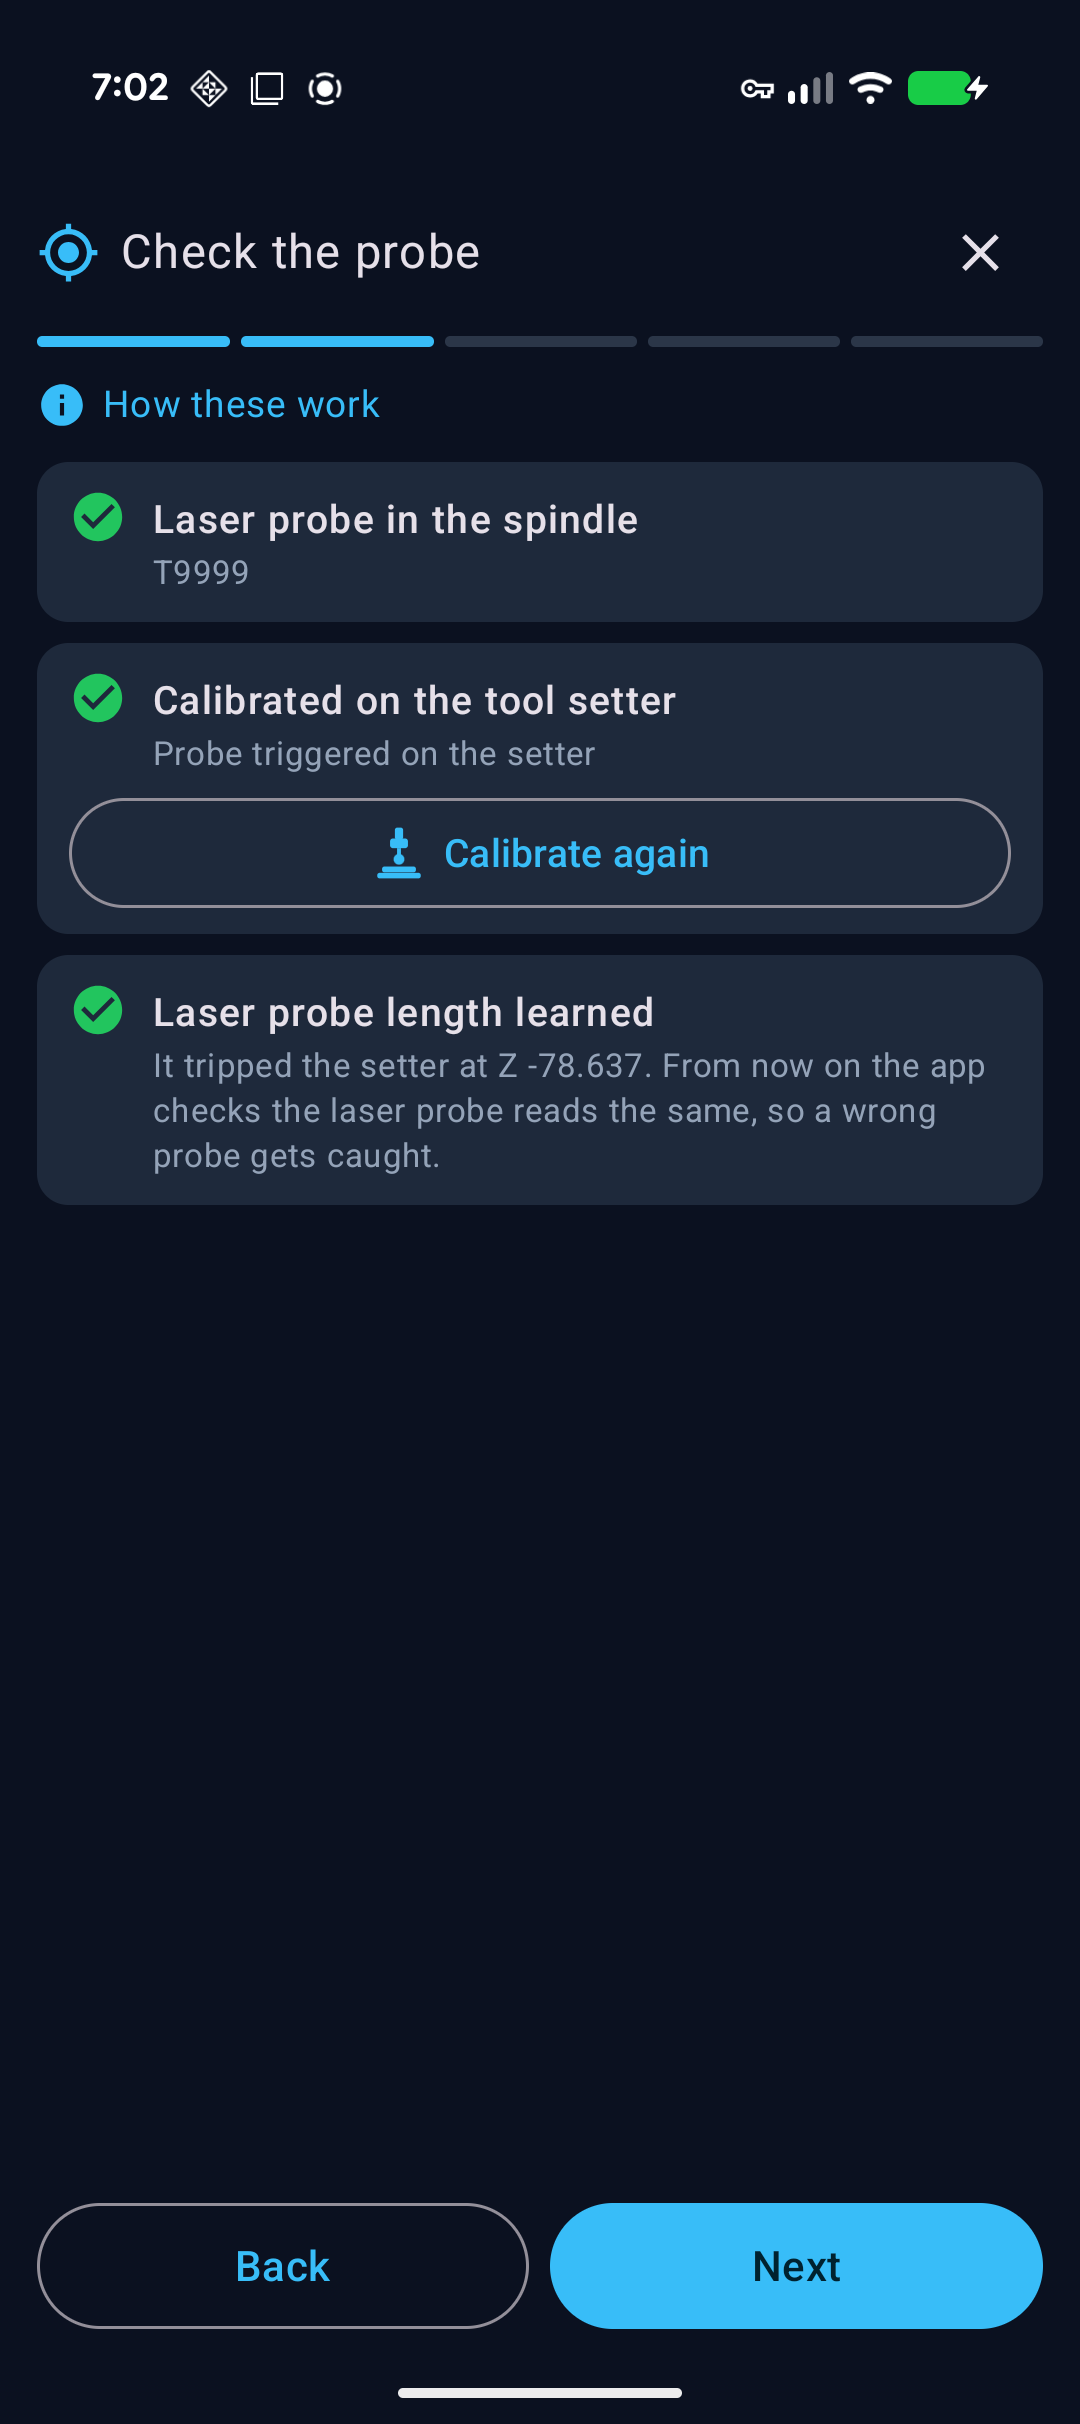 7:02
Check the probe
How these work
Laser probe in the spindle
T9999
Calibrated on the tool setter
Probe triggered on the setter
Calibrate again
Laser probe length learned
It tripped the setter at Z -78.637. From now on the app
checks the laser probe reads the same, so a wrong
probe gets caught.
Back
Next